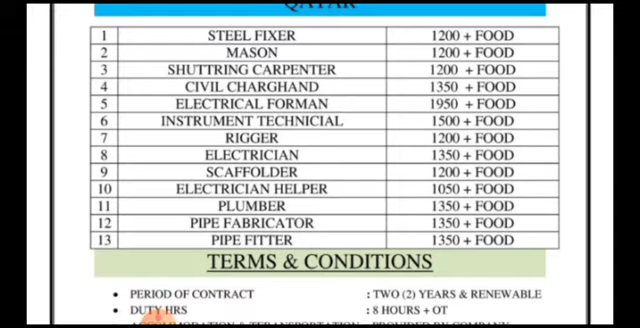 QATAR
1 STEEL FIXER 1200 + FOOD
2 MASON 1200 + FOOD
3 SHUTTRING CARPENTER 1200 + FOOD
4 CIVIL CHARGHAND 1350 + FOOD
5 ELECTRICAL FORMAN 1950 + FOOD
6 INSTRUMENT TECHNICIAL 1500 + FOOD
7 RIGGER 1200 + FOOD
8 ELECTRICIAN 1350 + FOOD
9 SCAFFOLDER 1200 + FOOD
10 ELECTRICIAN HELPER 1050 + FOOD
11 PLUMBER 1350 + FOOD
12 PIPE FABRICATOR 1350 + FOOD
13 PIPE FITTER 1350 + FOOD
TERMS & CONDITIONS
• PERIOD OF CONTRACT : TWO (2) YEARS & RENEWABLE
• DUTY HRS : 8 HOURS + OT